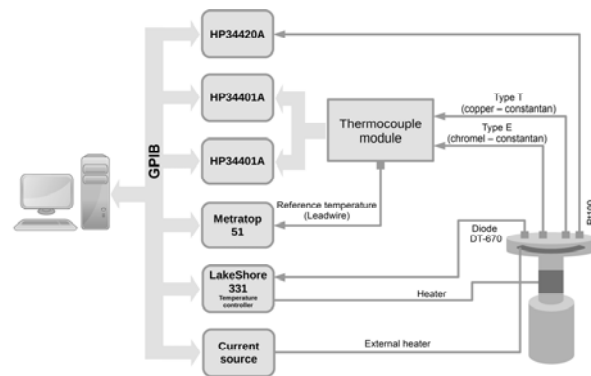 HP34420A
HP34401A
HP34401A
GPIB
Metratop
51
LakeShore
331
Temperature
controller
Current
source
Thermocouple
module
Type T
(copper – constantan)
Type E
(chromel – constantan)
Reference temperature
(Leadwire)
Pt100
Diode
DT-670
Heater
External heater